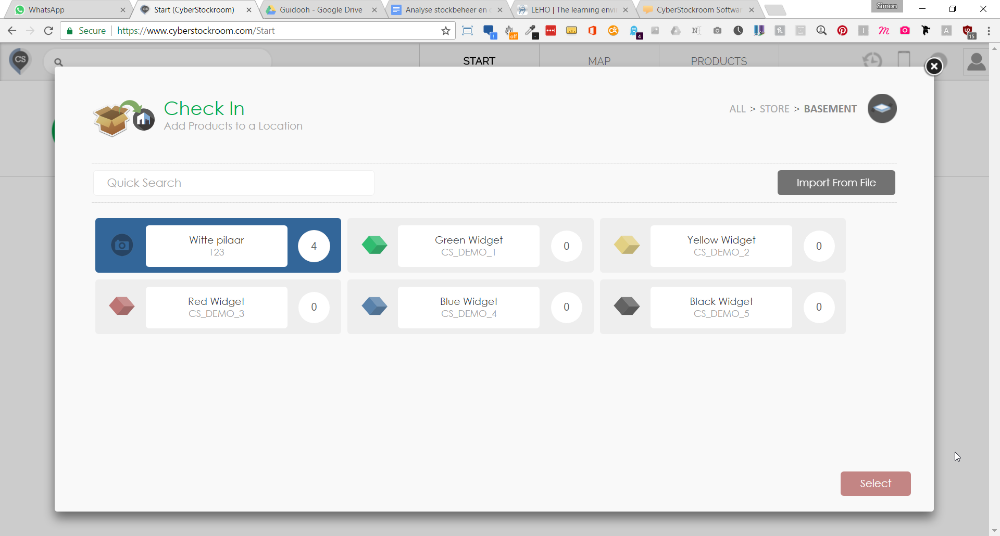 WhatsApp
Start (CyberStockroom)
Guidooh - Google Drive
Analyse stockbeheer en
LEHO | The learning envi
CyberStockroom Softwar
Simon
Secure
https://www.cyberstockroom.com/Start
!
off
4
15
CS
START
MAP
PRODUCTS
Check In
Add Products to a Location
ALL > STORE > BASEMENT
Quick Search
Import From File
Witte pilaar
123
4
Green Widget
CS_DEMO_1
0
Yellow Widget
CS_DEMO_2
0
Red Widget
CS_DEMO_3
0
Blue Widget
CS_DEMO_4
0
Black Widget
CS_DEMO_5
0
Select